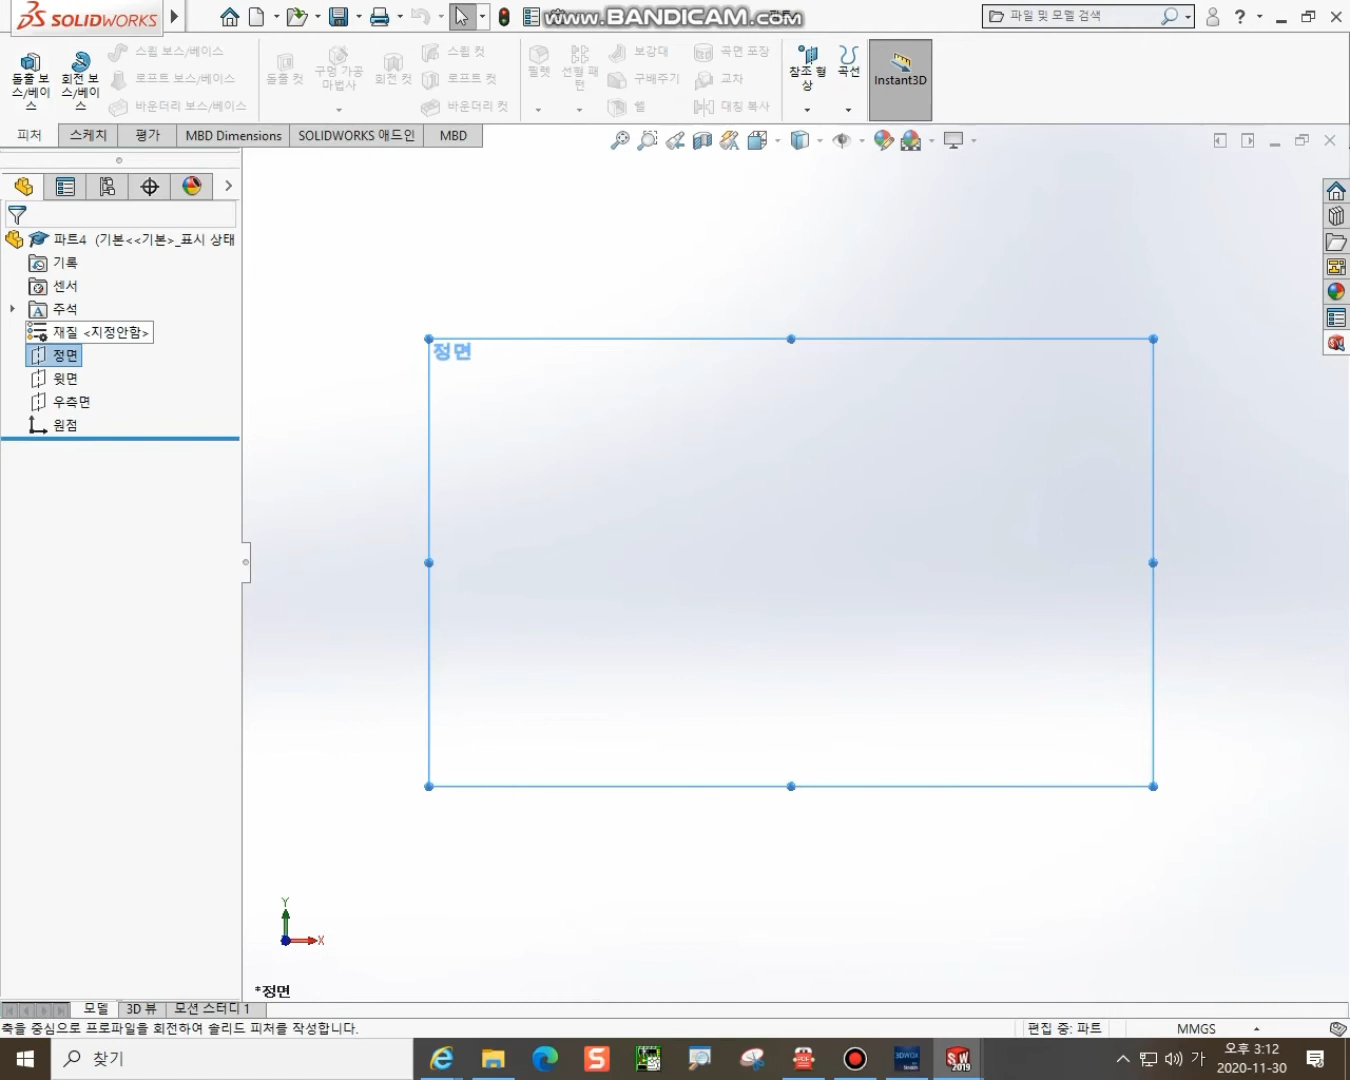 SOLIDWORKS
www.BANDICAM.com
파일 및 모델 검색
돌출 보스/베이스
회전 보스/베이스
스윕 보스/베이스
로프트 보스/베이스
바운더리 보스/베이스
돌출 컷
구멍 가공 마법사
회전 컷
스윕 컷
로프트 컷
바운더리 컷
필렛
선형 패턴
보강대
구배주기
쉘
곡면 포장
교차
대칭 복사
참조 형상
곡선
Instant3D
피처
스케치
평가
MBD Dimensions
SOLIDWORKS 애드인
MBD
파트4 (기본<<기본>_표시 상태
기록
센서
주석
재질 <지정안함>
정면
윗면
우측면
원점
정면
Y
X
*정면
모델
3D 뷰
모션 스터디 1
축을 중심으로 프로파일을 회전하여 솔리드 피처를 작성합니다.
편집 중: 파트
MMGS
찾기
가
오후 3:12
2020-11-30